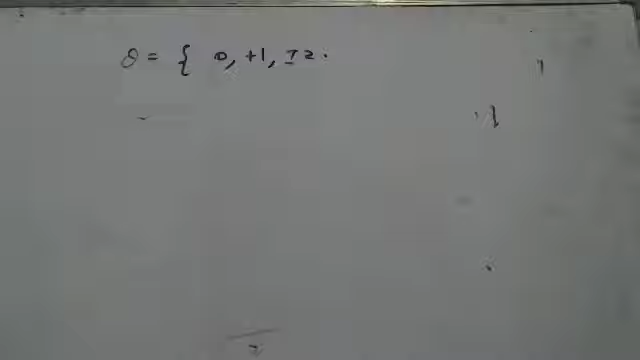 θ = { 0, +1, ±2.